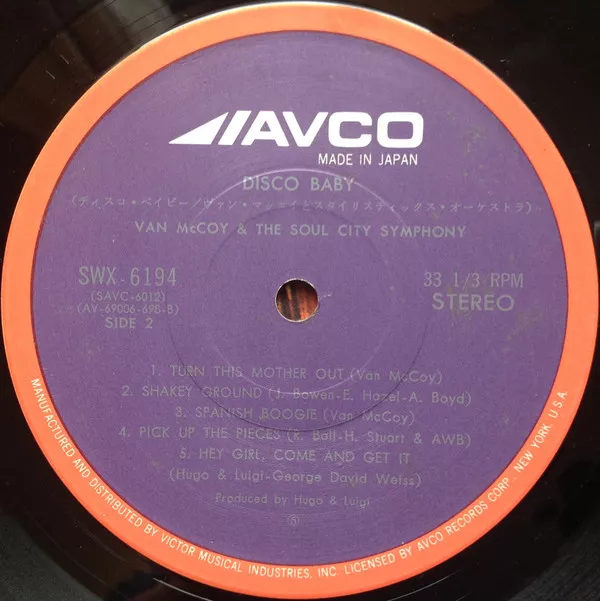 AVCO
MADE IN JAPAN
DISCO BABY
(ディスコ・ベイビー/ヴァン・マッコイとスタイリスティックス・オーケストラ)
VAN McCOY & THE SOUL CITY SYMPHONY
SWX-6194
(SAVC-6012)
(AV-69006-698-B)
SIDE 2
33 1/3 RPM
STEREO
1. TURN THIS MOTHER OUT (Van McCoy)
2. SHAKEY GROUND (J. Bowen-E. Hazel-A. Boyd)
3. SPANISH BOOGIE (Van McCoy)
4. PICK UP THE PIECES (R. Ball-H. Stuart & AWB)
5. HEY GIRL, COME AND GET IT
(Hugo & Luigi-George David Weiss)
Produced by Hugo & Luigi
MANUFACTURED AND DISTRIBUTED BY VICTOR MUSICAL INDUSTRIES, INC. LICENSED BY AVCO RECORDS CORP., NEW YORK, U.S.A.